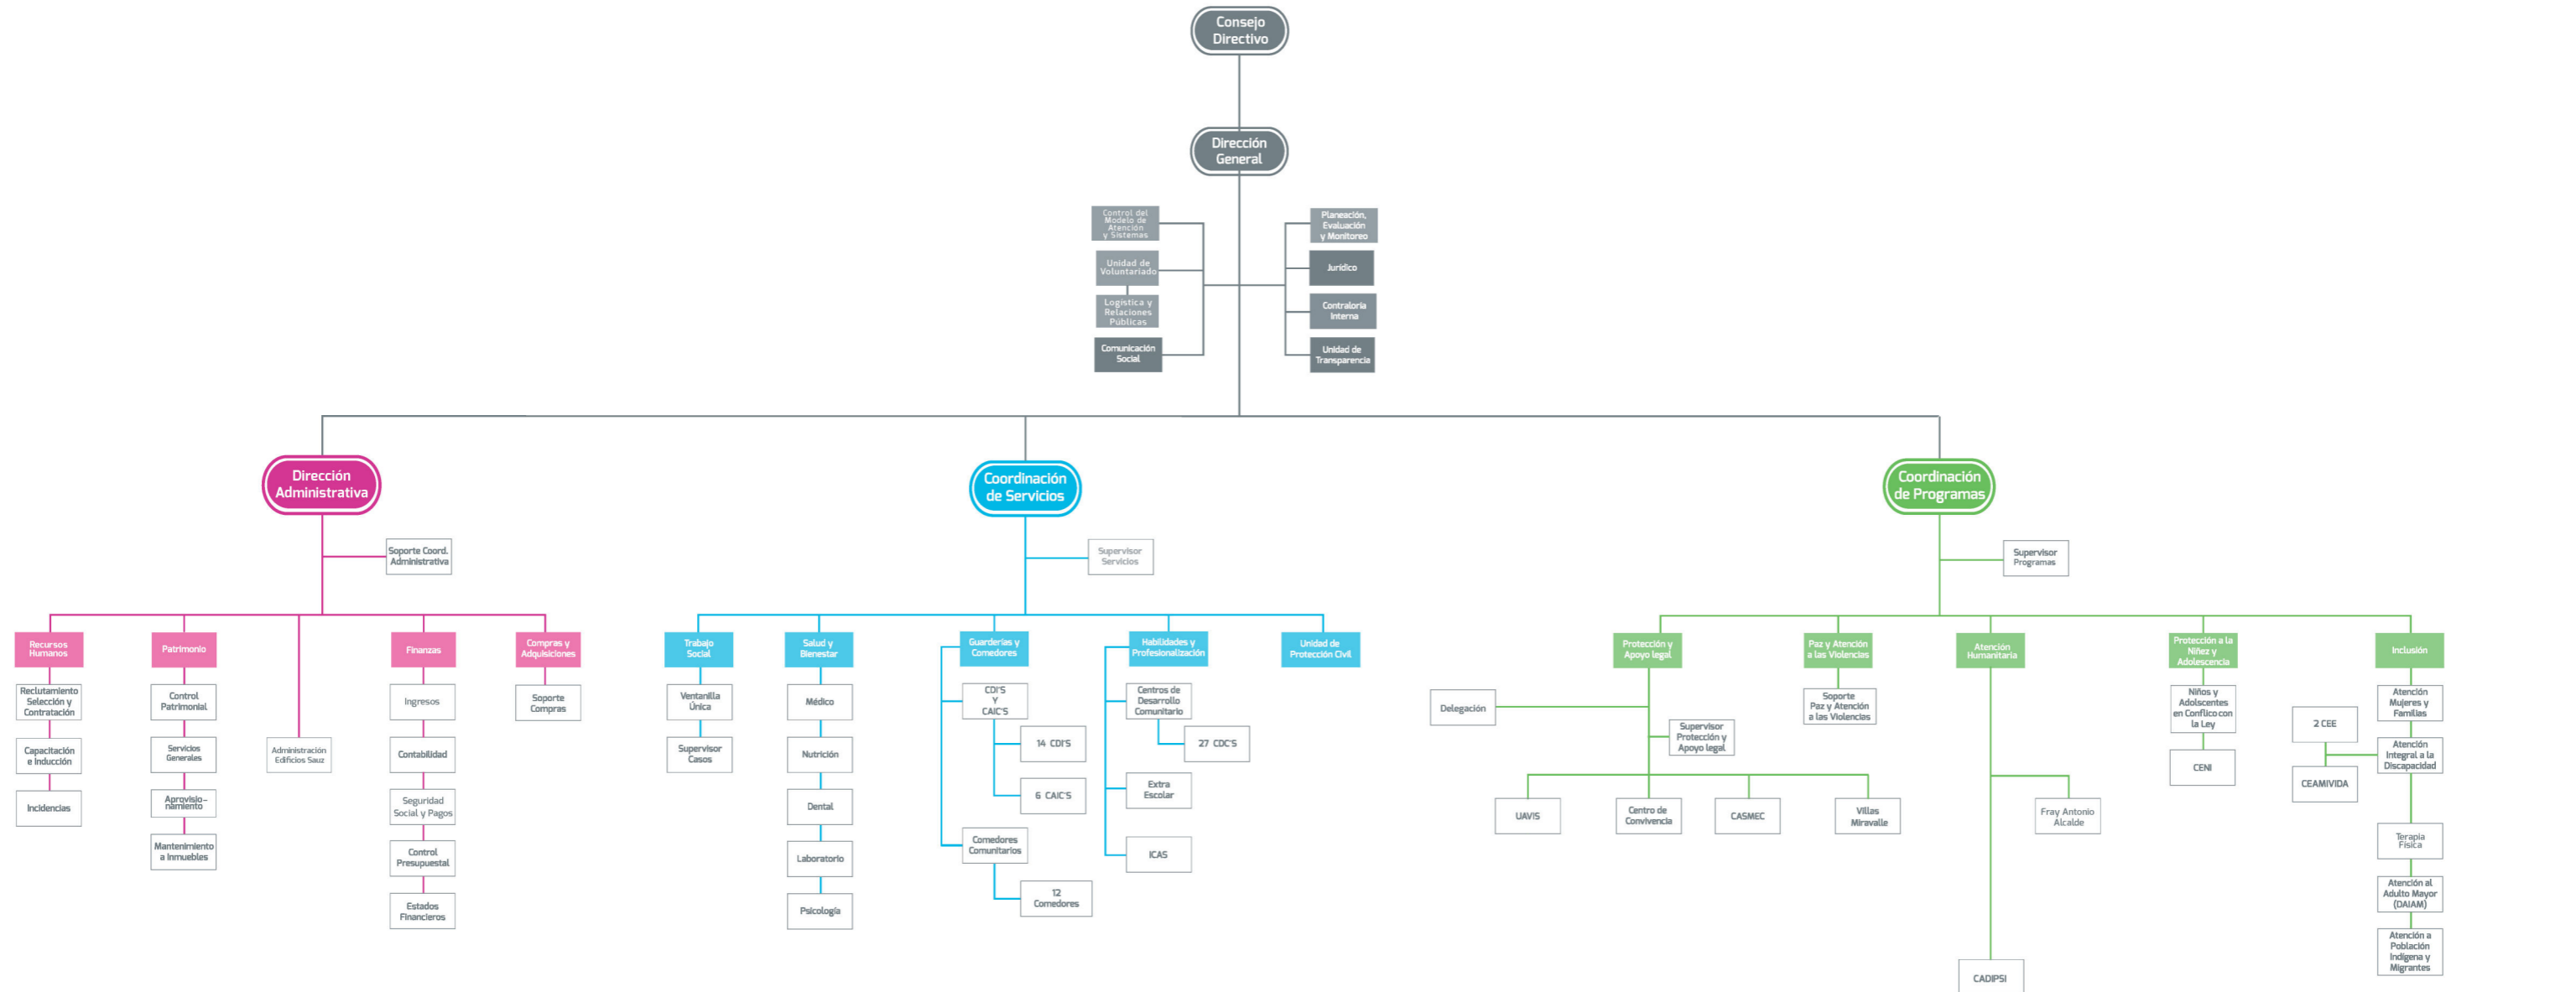 Consejo
Directivo
Dirección
General
Control del
Modelo de
Atención
y Sistemas
Unidad de
Voluntariado
Logística y
Relaciones
Públicas
Comunicación
Social
Planeación,
Evaluación
y Monitoreo
Jurídico
Contraloría
Interna
Unidad de
Transparencia
Dirección
Administrativa
Soporte Coord.
Administrativa
Recursos
Humanos
Reclutamiento
Selección y
Contratación
Capacitación
e Inducción
Incidencias
Patrimonio
Control
Patrimonial
Servicios
Generales
Aprovisio-
namiento
Mantenimiento
a Inmuebles
Administración
Edificios Sauz
Finanzas
Ingresos
Contabilidad
Seguridad
Social y Pagos
Control
Presupuestal
Estados
Financieros
Compras y
Adquisiciones
Soporte
Compras
Coordinación
de Servicios
Supervisor
Servicios
Trabajo
Social
Ventanilla
Única
Supervisor
Casos
Salud y
Bienestar
Médico
Nutrición
Dental
Laboratorio
Psicología
Guarderías y
Comedores
CDI'S
Y
CAIC'S
14 CDI'S
6 CAIC'S
Comedores
Comunitarios
12
Comedores
Habilidades y
Profesionalización
Centros de
Desarrollo
Comunitario
27 CDC'S
Extra
Escolar
ICAS
Unidad de
Protección Civil
Coordinación
de Programas
Supervisor
Programas
Protección y
Apoyo legal
Delegación
Supervisor
Protección y
Apoyo legal
UAVIS
Centro de
Convivencia
CASMEC
Villas
Miravalle
Paz y Atención
a las Violencias
Soporte
Paz y Atención
a las Violencias
Atención
Humanitaria
Fray Antonio
Alcalde
CADIPSI
Protección a la
Niñez y
Adolescencia
Niños y
Adolscentes
en Conflico con
la Ley
CENI
Inclusión
Atención
Mujeres y
Familias
2 CEE
Atención
Integral a la
Discapacidad
CEAMIVIDA
Terapia
Física
Atención al
Adulto Mayor
(DAIAM)
Atención a
Población
Indígena y
Migrantes